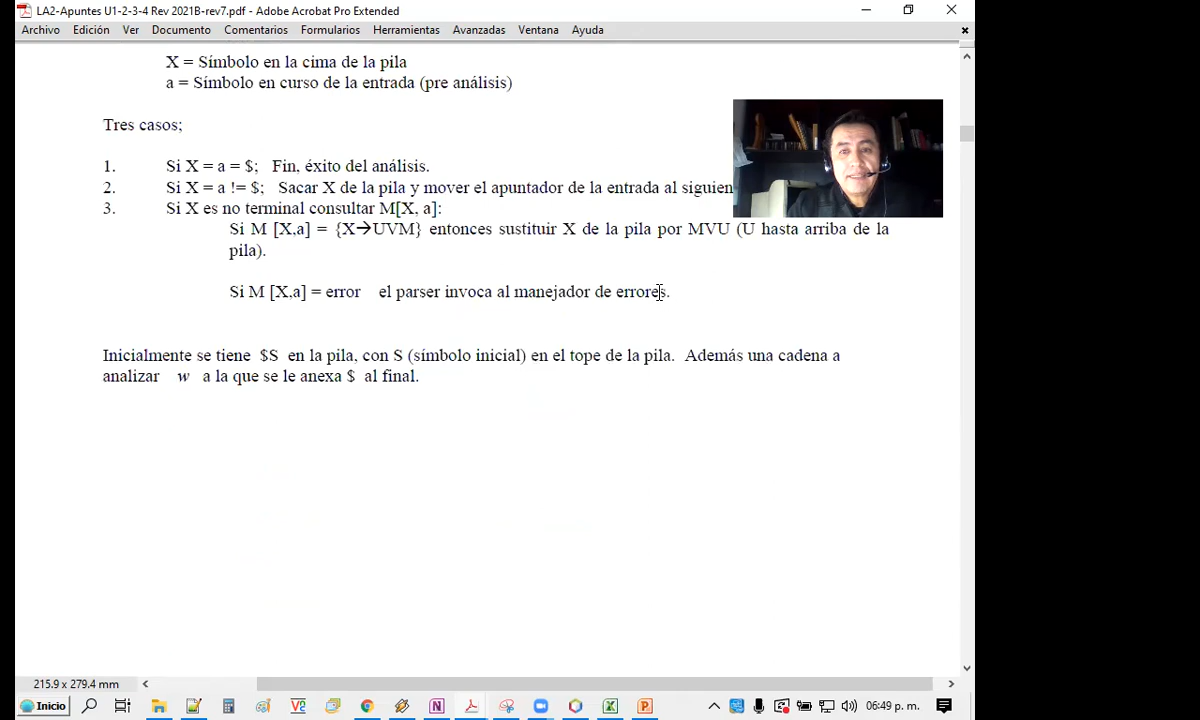 LA2-Apuntes U1-2-3-4 Rev 2021B-rev7.pdf - Adobe Acrobat Pro Extended
Archivo Edición Ver Documento Comentarios Formularios Herramientas Avanzadas Ventana Ayuda
X = Símbolo en la cima de la pila
a = Símbolo en curso de la entrada (pre análisis)
Tres casos;
1. Si X = a = $; Fin, éxito del análisis.
2. Si X = a != $; Sacar X de la pila y mover el apuntador de la entrada al siguien
3. Si X es no terminal consultar M[X, a]:
Si M [X,a] = {X→UVM} entonces sustituir X de la pila por MVU (U hasta arriba de la
pila).
Si M [X,a] = error el parser invoca al manejador de errores.
Inicialmente se tiene $S en la pila, con S (símbolo inicial) en el tope de la pila. Además una cadena a
analizar w a la que se le anexa $ al final.
215.9 x 279.4 mm
Inicio 06:49 p. m.